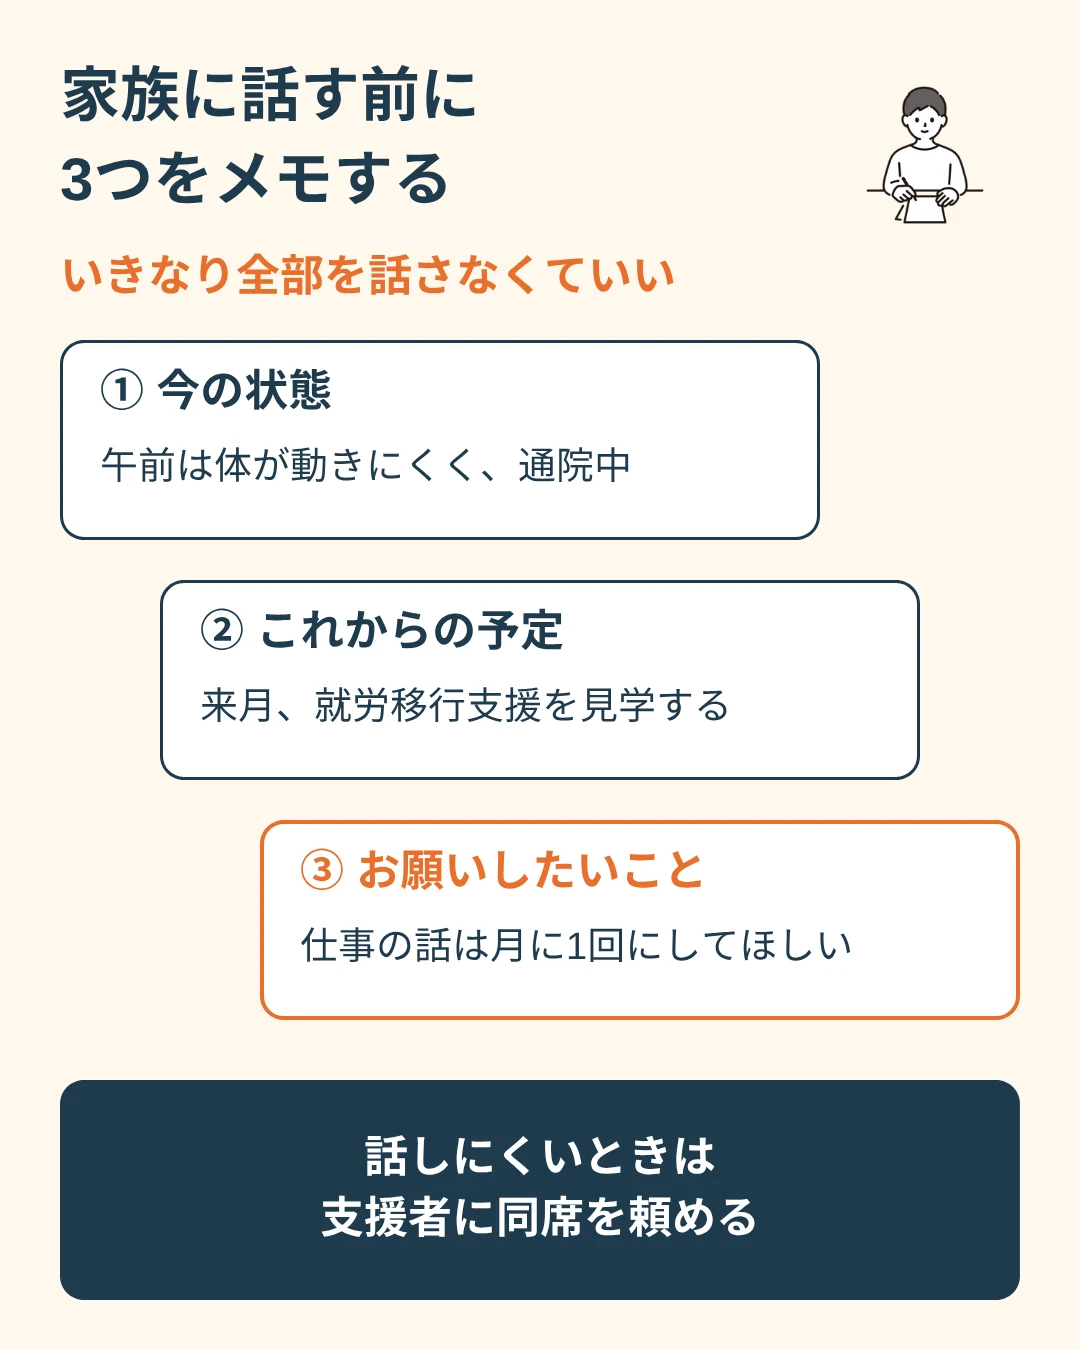 家族に話す前に
3つをメモする
いきなり全部を話さなくていい
① 今の状態
午前は体が動きにくく、通院中
② これからの予定
来月、就労移行支援を見学する
③ お願いしたいこと
仕事の話は月に1回にしてほしい
話しにくいときは
支援者に同席を頼める